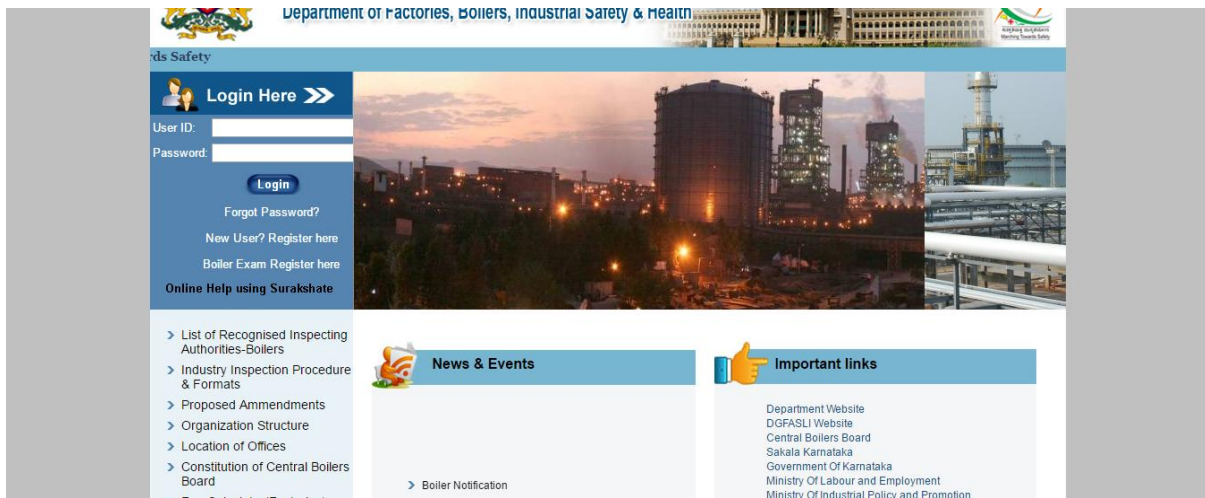 Department of Factories, Boilers, Industrial Safety & Health
Marching Towards Safety
rds Safety
Login Here
User ID:
Password:
Login
Forgot Password?
New User? Register here
Boiler Exam Register here
Online Help using Surakshate
List of Recognised Inspecting
Authorities-Boilers
Industry Inspection Procedure
& Formats
Proposed Ammendments
Organization Structure
Location of Offices
Constitution of Central Boilers
Board
News & Events
Boiler Notification
Important links
Department Website
DGFASLI Website
Central Boilers Board
Sakala Karnataka
Government Of Karnataka
Ministry Of Labour and Employment
Ministry Of Industrial Policy and Promotion